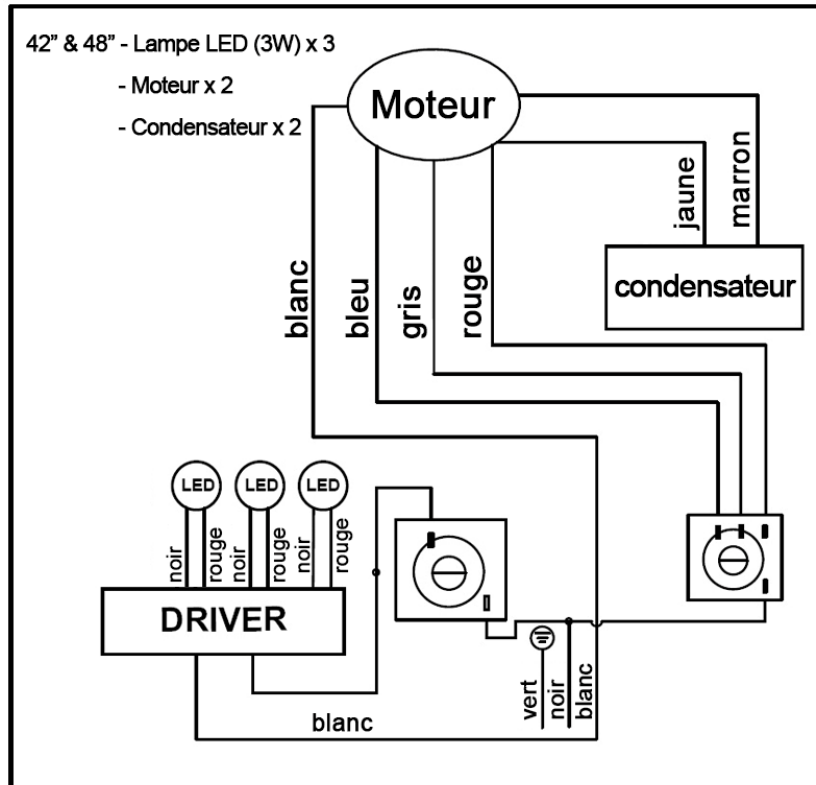 42” & 48” - Lampe LED (3W) x 3
- Moteur x 2
- Condensateur x 2
Moteur
blanc
bleu
gris
rouge
jaune
marron
condensateur
LED
LED
LED
noir
rouge
noir
rouge
noir
rouge
DRIVER
blanc
vert
noir
blanc